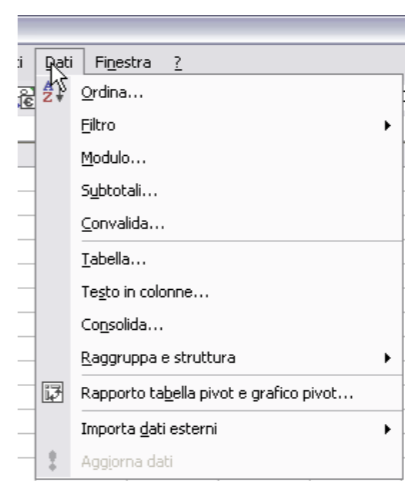 i Dati Finestra ?
Ordina...
Filtro
Modulo...
Subtotali...
Convalida...
Tabella...
Testo in colonne...
Consolida...
Raggruppa e struttura
Rapporto tabella pivot e grafico pivot...
Importa dati esterni
Aggiorna dati